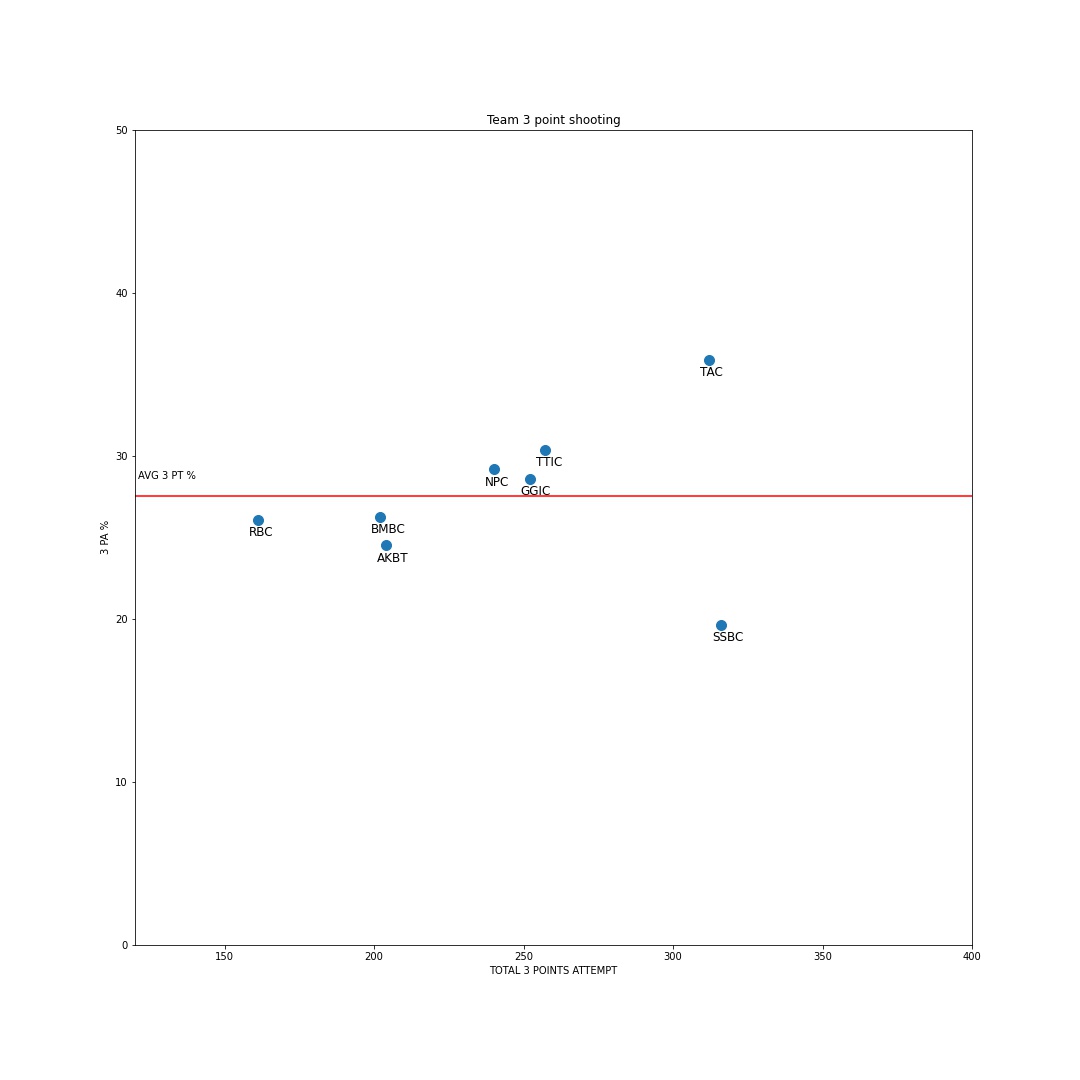 Team 3 point shooting
50
40
30
20
10
0
3 PA %
AVG 3 PT %
TAC
TTIC
NPC
GGIC
RBC
BMBC
AKBT
SSBC
150 200 250 300 350 400
TOTAL 3 POINTS ATTEMPT